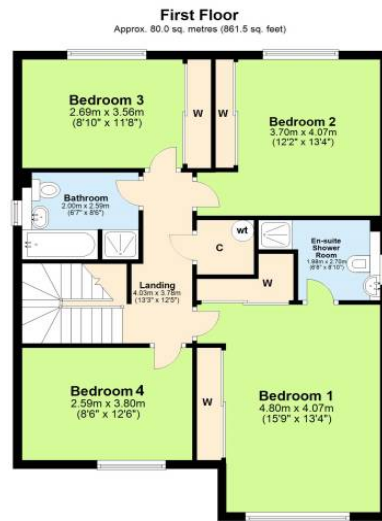 First Floor
Approx. 80.0 sq. metres (861.5 sq. feet)
Bedroom 3
2.69m x 3.56m
(8'10" x 11'8")
W
W
Bedroom 2
3.70m x 4.07m
(12'2" x 13'4")
Bathroom
2.00m x 2.59m
(6'7" x 8'6")
wt
C
En-suite
Shower
Room
1.98m x 2.70m
(6'6" x 8'10")
Landing
4.03m x 3.78m
(13'3" x 12'5")
W
Bedroom 4
2.59m x 3.80m
(8'6" x 12'6")
W
Bedroom 1
4.80m x 4.07m
(15'9" x 13'4")